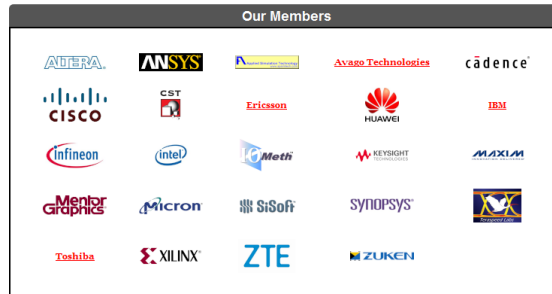 Our Members
ALTERA
ANSYS
Applied Simulation Technology
Avago Technologies
cādence
CISCO
CST
Ericsson
HUAWEI
IBM
infineon
intel
IO Meth
KEYSIGHT
TECHNOLOGIES
MAXIM
Mentor
Graphics
Micron
SiSoft
SYNOPSYS
Teraspeed Labs
Toshiba
XILINX
ZTE
ZUKEN